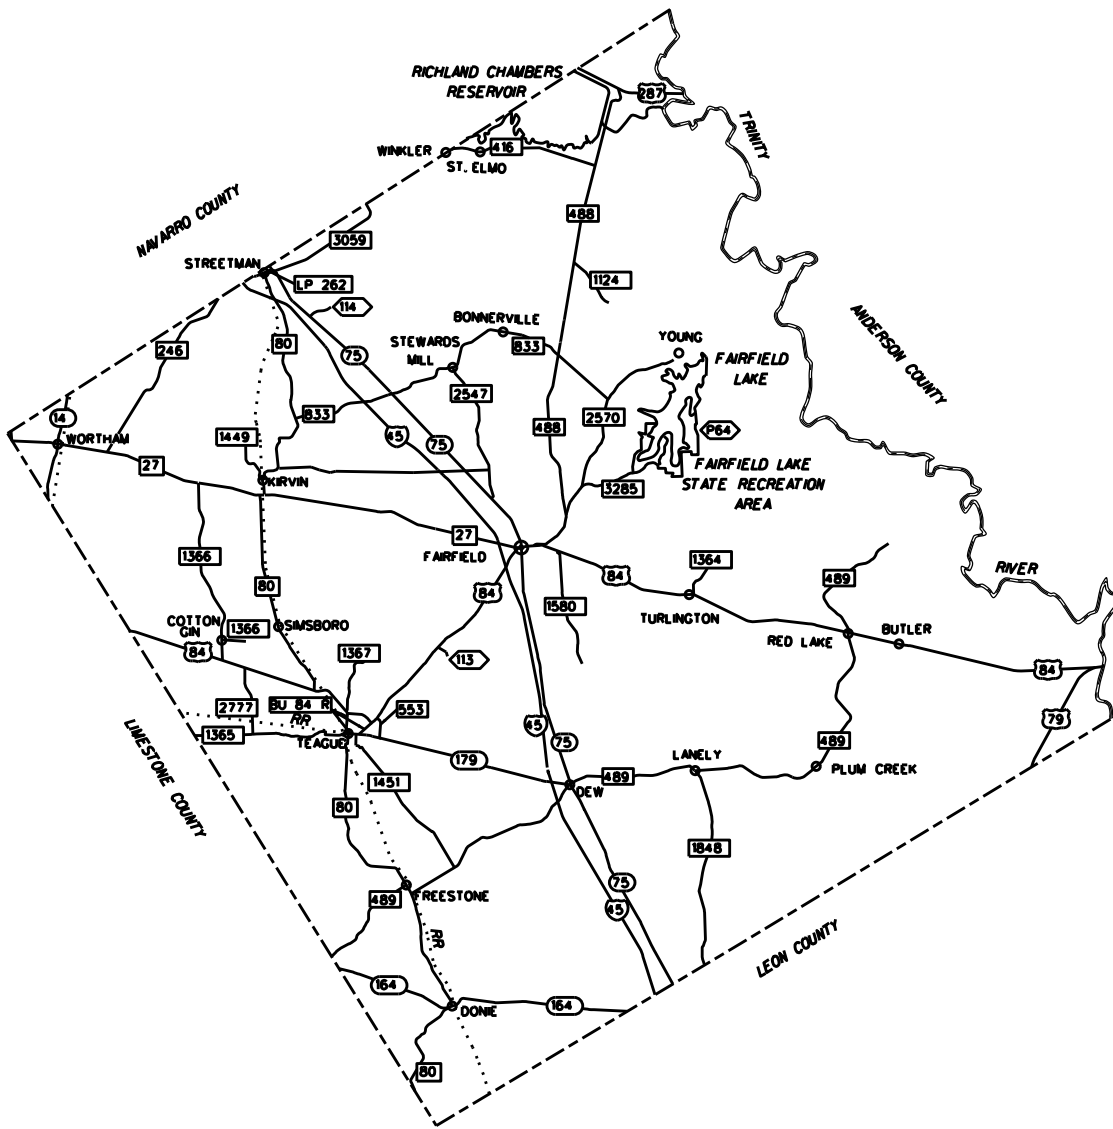 RICHLAND CHAMBERS
RESERVOIR
287
TRINITY
WINKLER
416
ST. ELMO
NAVARRO COUNTY
488
3059
STREETMAN
LP 262
1124
114
BONNERVILLE
ANDERSON COUNTY
80
STEWARDS
MILL
833
YOUNG
246
75
FAIRFIELD
LAKE
2547
14
833
2570
WORTHAM
1449
45
75
488
P64
27
KIRVIN
FAIRFIELD LAKE
STATE RECREATION
AREA
3285
27
FAIRFIELD
1366
1364
RIVER
84
489
80
84
1580
TURLINGTON
COTTON
GIN
1366
SIMSBORO
RED LAKE
BUTLER
84
1367
113
84
2777
BU 84 R
553
RR
79
LIMESTONE COUNTY
1365
TEAGUE
45
75
489
179
LANELY
PLUM CREEK
1451
489
DEW
80
1848
75
489
FREESTONE
45
RR
LEON COUNTY
164
DONIE
164
80